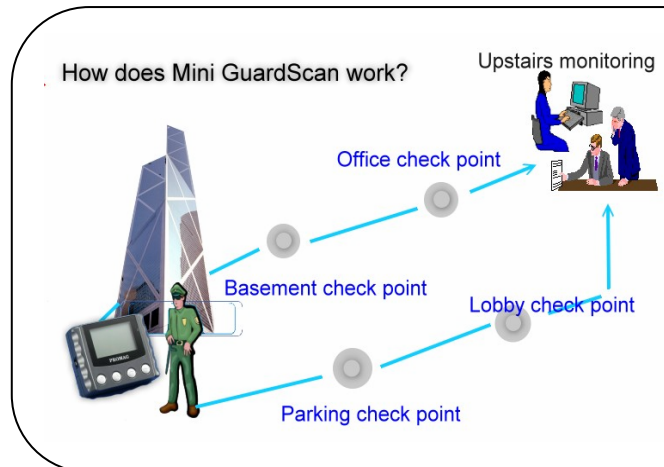 Upstairs monitoring
How does Mini GuardScan work?
Office check point
Basement check point
Lobby check point
PROMAG
Parking check point